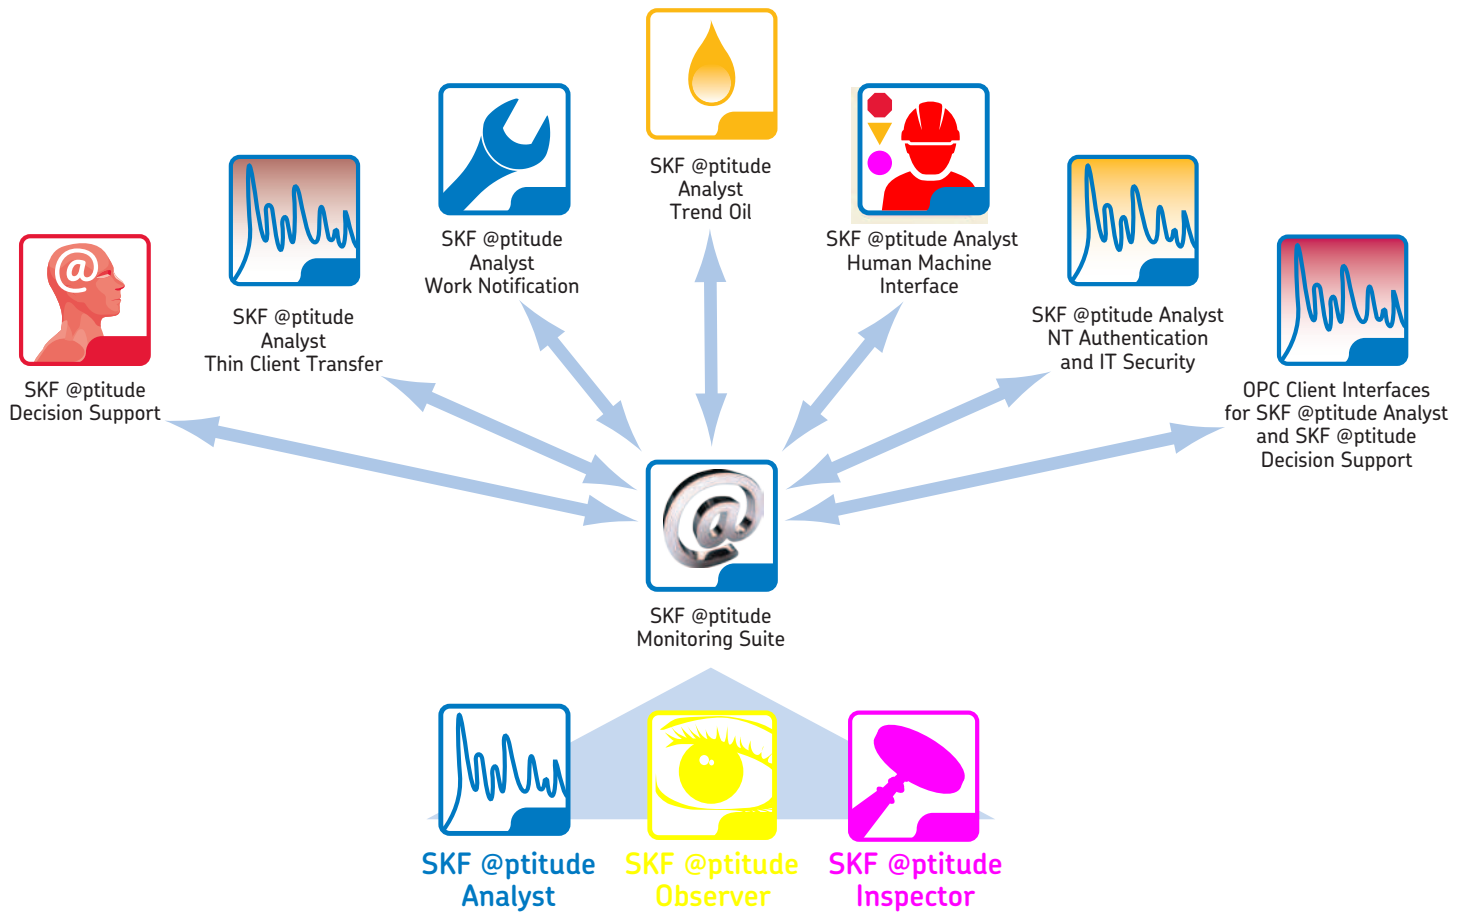 SKF @ptitude
Analyst
Trend Oil
SKF @ptitude
Analyst
Work Notification
SKF @ptitude Analyst
Human Machine
Interface
SKF @ptitude
Analyst
Thin Client Transfer
SKF @ptitude Analyst
NT Authentication
and IT Security
SKF @ptitude
Decision Support
OPC Client Interfaces
for SKF @ptitude Analyst
and SKF @ptitude
Decision Support
@
@
SKF @ptitude
Monitoring Suite
SKF @ptitude
Analyst
SKF @ptitude
Observer
SKF @ptitude
Inspector